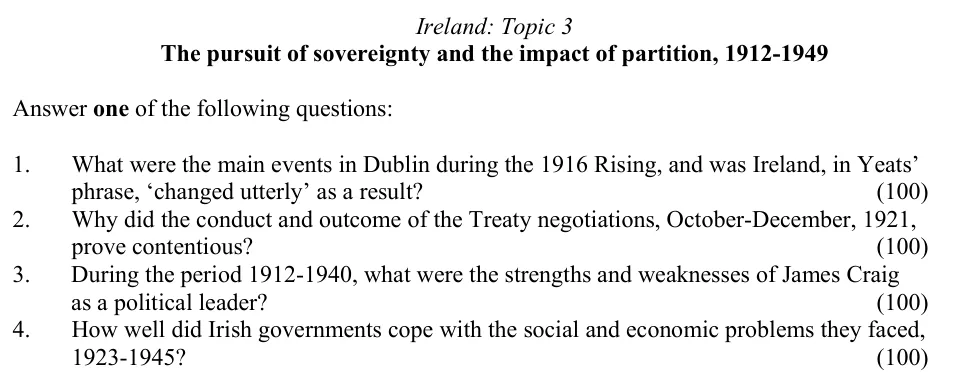 Ireland: Topic 3
The pursuit of sovereignty and the impact of partition, 1912-1949
Answer one of the following questions:
1. What were the main events in Dublin during the 1916 Rising, and was Ireland, in Yeats’
phrase, ‘changed utterly’ as a result? (100)
2. Why did the conduct and outcome of the Treaty negotiations, October-December, 1921,
prove contentious? (100)
3. During the period 1912-1940, what were the strengths and weaknesses of James Craig
as a political leader? (100)
4. How well did Irish governments cope with the social and economic problems they faced,
1923-1945? (100)